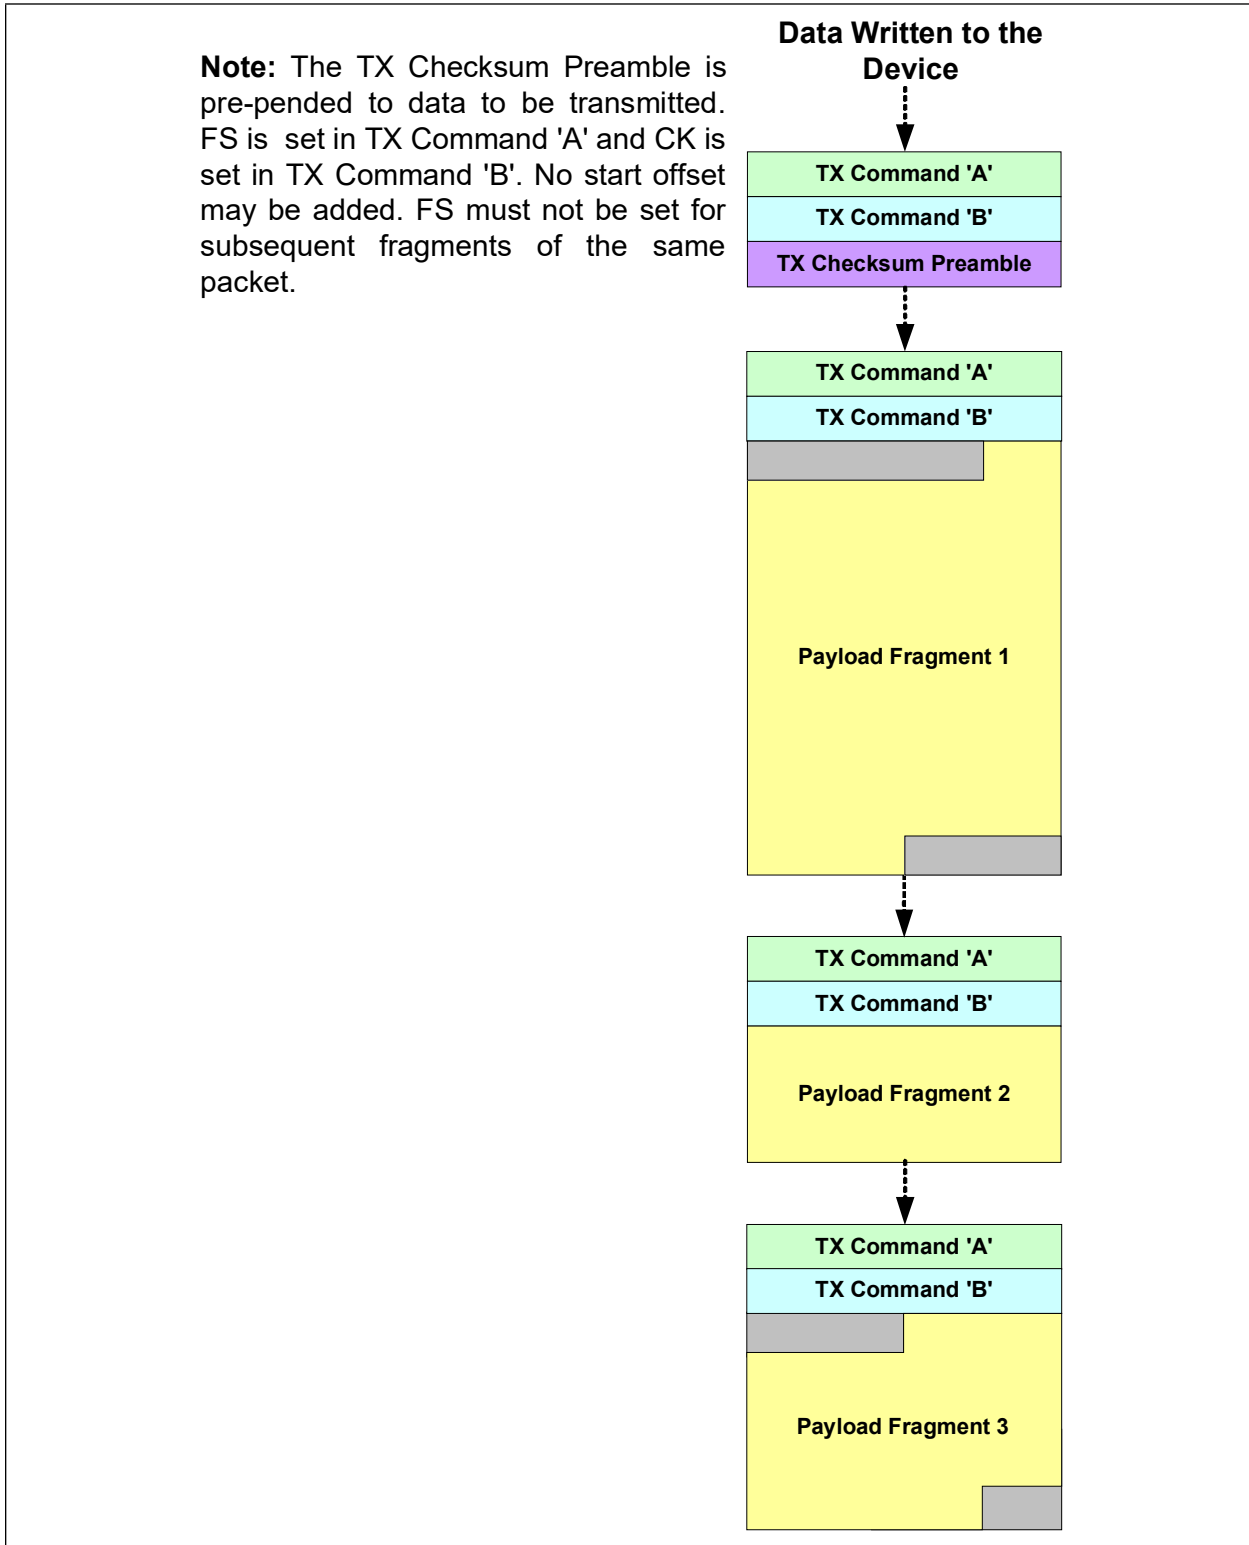 Data Written to the
Device
Note: The TX Checksum Preamble is
pre-pended to data to be transmitted.
FS is set in TX Command 'A' and CK is
set in TX Command 'B'. No start offset
may be added. FS must not be set for
subsequent fragments of the same
packet.
TX Command 'A'
TX Command 'B'
TX Checksum Preamble
TX Command 'A'
TX Command 'B'
Payload Fragment 1
TX Command 'A'
TX Command 'B'
Payload Fragment 2
TX Command 'A'
TX Command 'B'
Payload Fragment 3